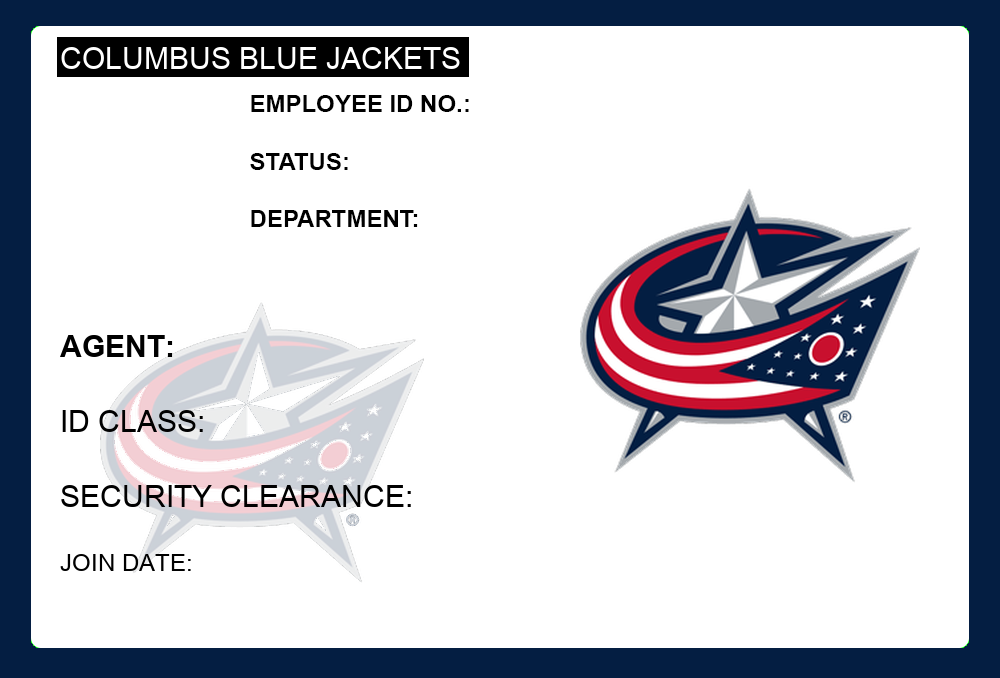 COLUMBUS BLUE JACKETS
EMPLOYEE ID NO.:
STATUS:
DEPARTMENT:
AGENT:
ID CLASS:
SECURITY CLEARANCE:
JOIN DATE:
®
®